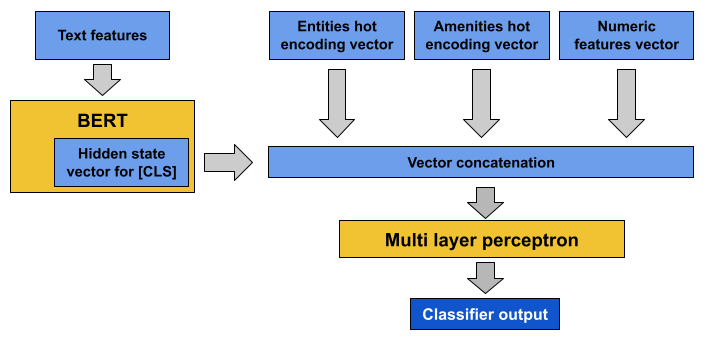 Text features
Entities hot
encoding vector
Amenities hot
encoding vector
Numeric
features vector
BERT
Hidden state
vector for [CLS]
Vector concatenation
Multi layer perceptron
Classifier output